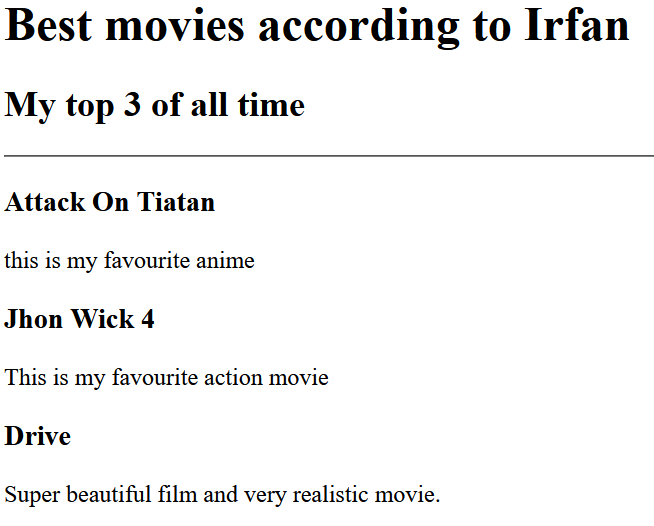 Best movies according to Irfan
My top 3 of all time
Attack On Tiatan
this is my favourite anime
Jhon Wick 4
This is my favourite action movie
Drive
Super beautiful film and very realistic movie.